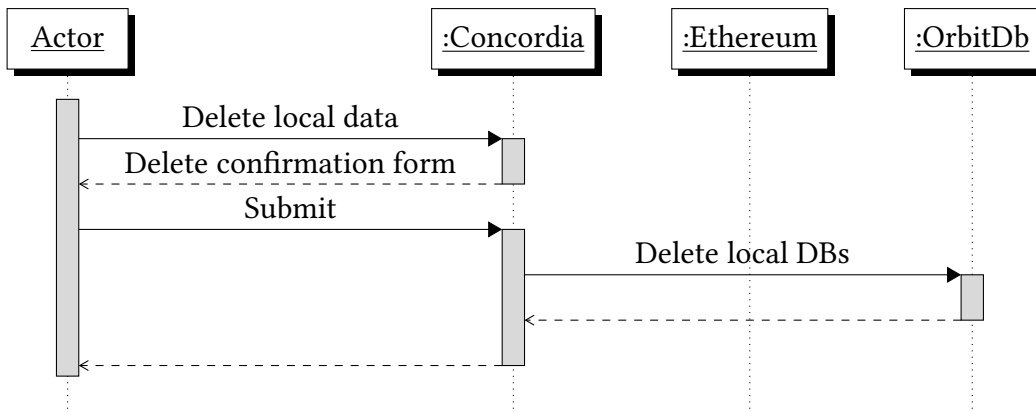 Actor
:Concordia
:Ethereum
:OrbitDb
Delete local data
Delete confirmation form
Submit
Delete local DBs